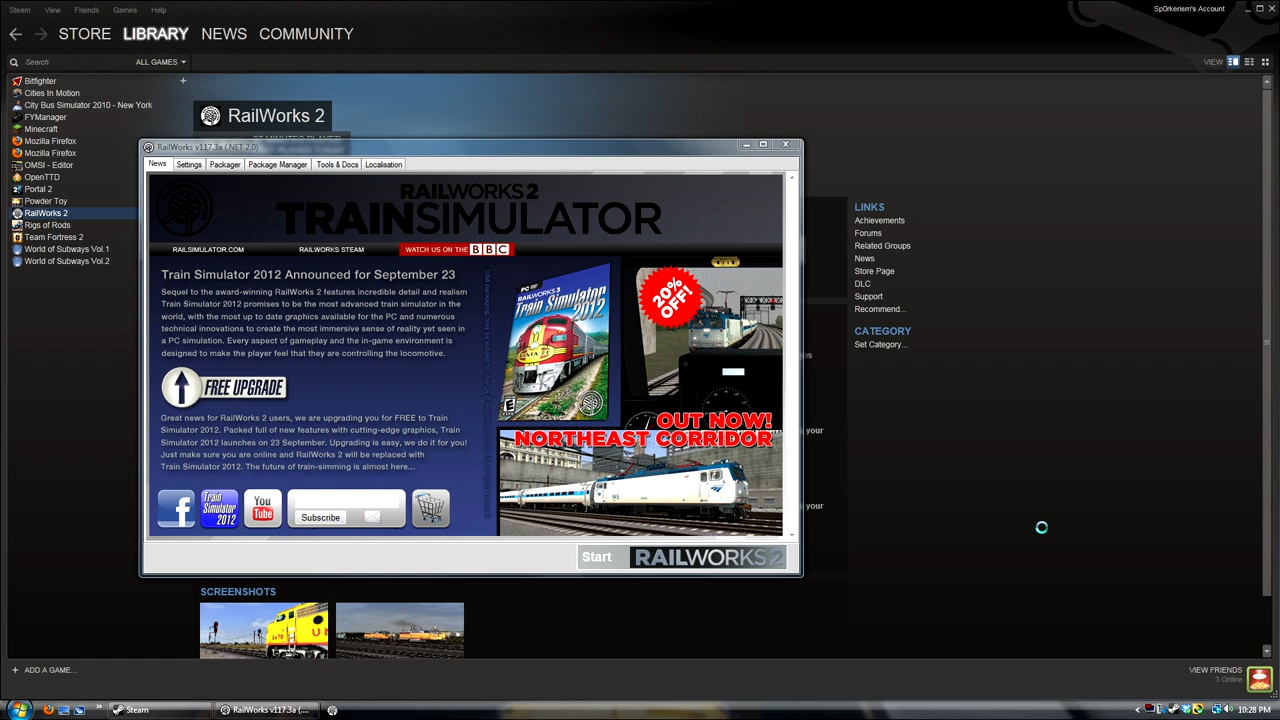 Steam View Friends Games Help
Sp0rkerism's Account
STORE LIBRARY NEWS COMMUNITY
Search
ALL GAMES
VIEW
Bitfighter
Cities In Motion
City Bus Simulator 2010 - New York
FYManager
Minecraft
Mozilla Firefox
Mozilla Firefox
OMSI - Editor
OpenTTD
Portal 2
Powder Toy
RailWorks 2
Rigs of Rods
Team Fortress 2
World of Subways Vol.1
World of Subways Vol.2
RailWorks 2
RailWorks v117.3a (.NET 2.0)
News Settings Packager Package Manager Tools & Docs Localisation
RAILWORKS 2
TRAINSIMULATOR
RAILSIMULATOR.COM RAILWORKS STEAM WATCH US ON THE BBC
Train Simulator 2012 Announced for September 23
Sequel to the award-winning RailWorks 2 features incredible detail and realism
Train Simulator 2012 promises to be the most advanced train simulator in the
world, with the most up to date graphics available for the PC and numerous
technical innovations to create the most immersive sense of reality yet seen in
a PC simulation. Every aspect of gameplay and the in-game environment is
designed to make the player feel that they are controlling the locomotive.
FREE UPGRADE
Great news for RailWorks 2 users, we are upgrading you for FREE to Train
Simulator 2012. Packed full of new features with cutting-edge graphics, Train
Simulator 2012 launches on 23 September. Upgrading is easy, we do it for you!
Just make sure you are online and RailWorks 2 will be replaced with
Train Simulator 2012. The future of train-simming is almost here...
f
Train
Simulator
2012
You
Tube
Subscribe
PC DVD
RAILWORKS 3
Train Simulator
2012
SANTA FE
E
20%
OFF!
OUT NOW!
NORTHEAST CORRIDOR
Start
RAILWORKS 2
LINKS
Achievements
Forums
Related Groups
News
Store Page
DLC
Support
Recommend...
CATEGORY
Set Category...
your
your
SCREENSHOTS
ADD A GAME...
VIEW FRIENDS
3 Online
Steam
RailWorks v117.3a (....
10:28 PM